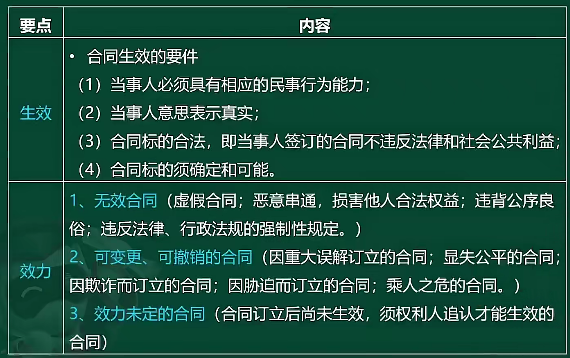 要点 内容
生效
• 合同生效的要件
（1）当事人必须具有相应的民事行为能力；
（2）当事人意思表示真实；
（3）合同标的合法，即当事人签订的合同不违反法律和社会公共利益；
（4）合同标的须确定和可能。
效力
1、无效合同（虚假合同；恶意串通，损害他人合法权益；违背公序良
俗；违反法律、行政法规的强制性规定。）
2、可变更、可撤销的合同（因重大误解订立的合同；显失公平的合同；
因欺诈而订立的合同；因胁迫而订立的合同；乘人之危的合同。）
3、效力未定的合同（合同订立后尚未生效，须权利人追认才能生效的
合同）